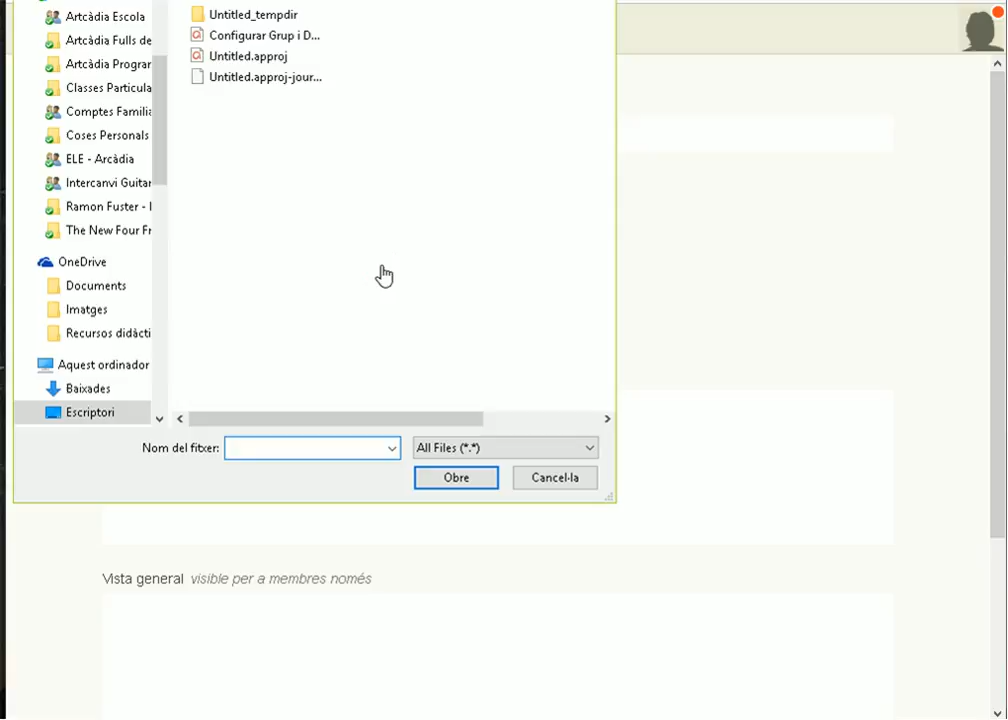 Artcàdia Escola
Artcàdia Fulls de
Artcàdia Progra
Classes Particula
Comptes Família
Coses Personals
ELE - Arcàdia
Intercanvi Guitar
Ramon Fuster -
The New Four Fr
OneDrive
Documents
Imatges
Recursos didàcti
Aquest ordinador
Baixades
Escriptori
Untitled_tempdir
Configurar Grup i D...
Untitled.approj
Untitled.approj-jour...
Nom del fitxer:
All Files (*.*)
Obre
Cancel·la
Vista general visible per a membres només